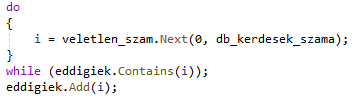 do
{
    i = veletlen_szam.Next(0, db_kerdesek_szama);
}
while (eddigiek.Contains(i));
eddigiek.Add(i);